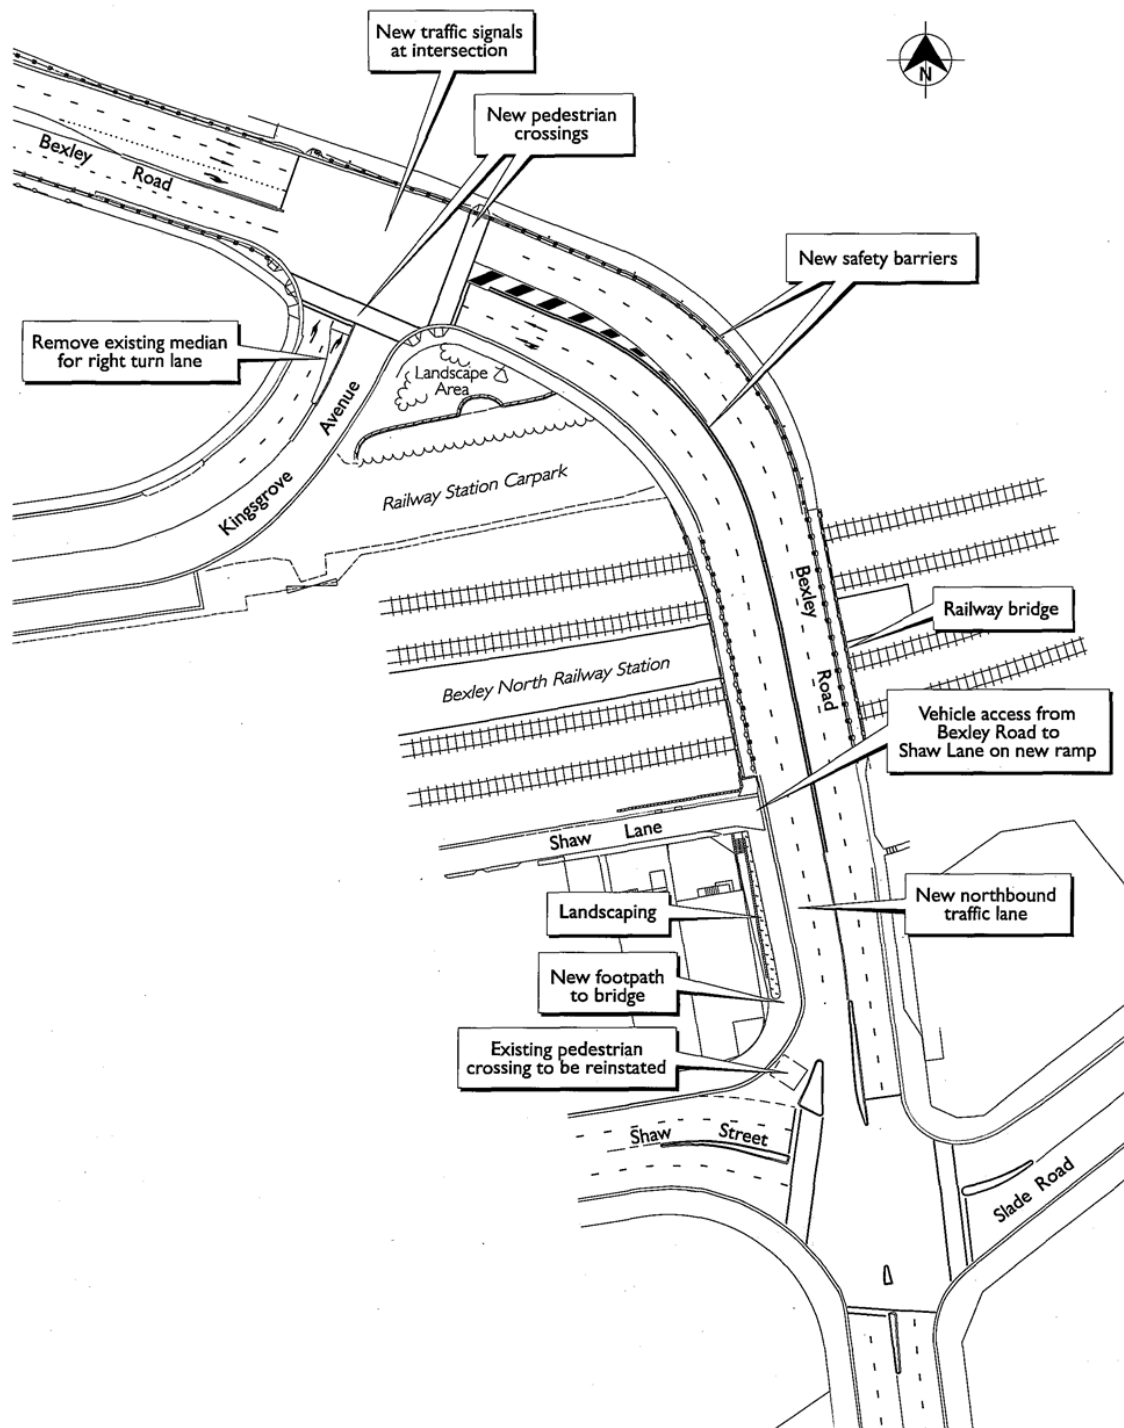 New traffic signals
at intersection
N
New pedestrian
crossings
Bexley
Road
New safety barriers
Remove existing median
for right turn lane
Landscape
Area
Avenue
Kingsgrove
Railway Station Carpark
Bexley
Road
Railway bridge
Bexley North Railway Station
Vehicle access from
Bexley Road to
Shaw Lane on new ramp
Shaw Lane
New northbound
traffic lane
Landscaping
New footpath
to bridge
Existing pedestrian
crossing to be reinstated
Shaw Street
Slade Road